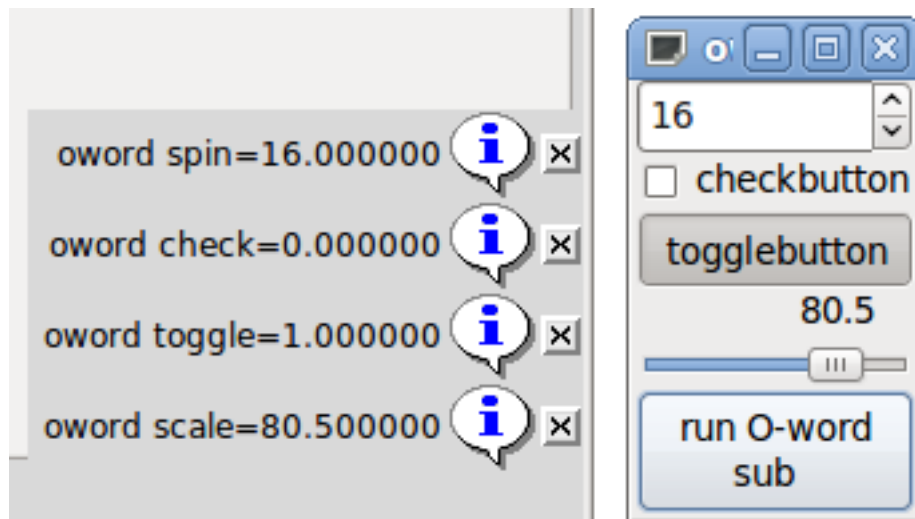 oword spin=16.000000
oword check=0.000000
oword toggle=1.000000
oword scale=80.500000
16
checkbutton
togglebutton
80.5
run O-word
sub